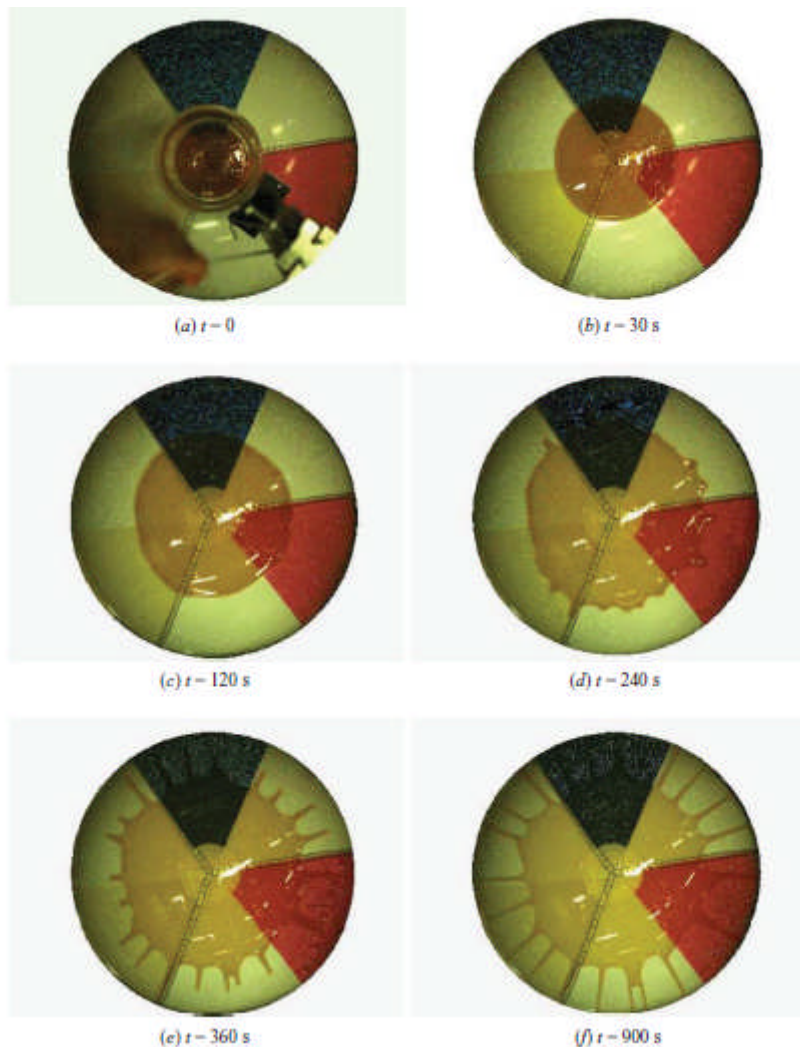 (a) t = 0
(b) t = 30 s
(c) t = 120 s
(d) t = 240 s
(e) t = 360 s
(f) t = 900 s